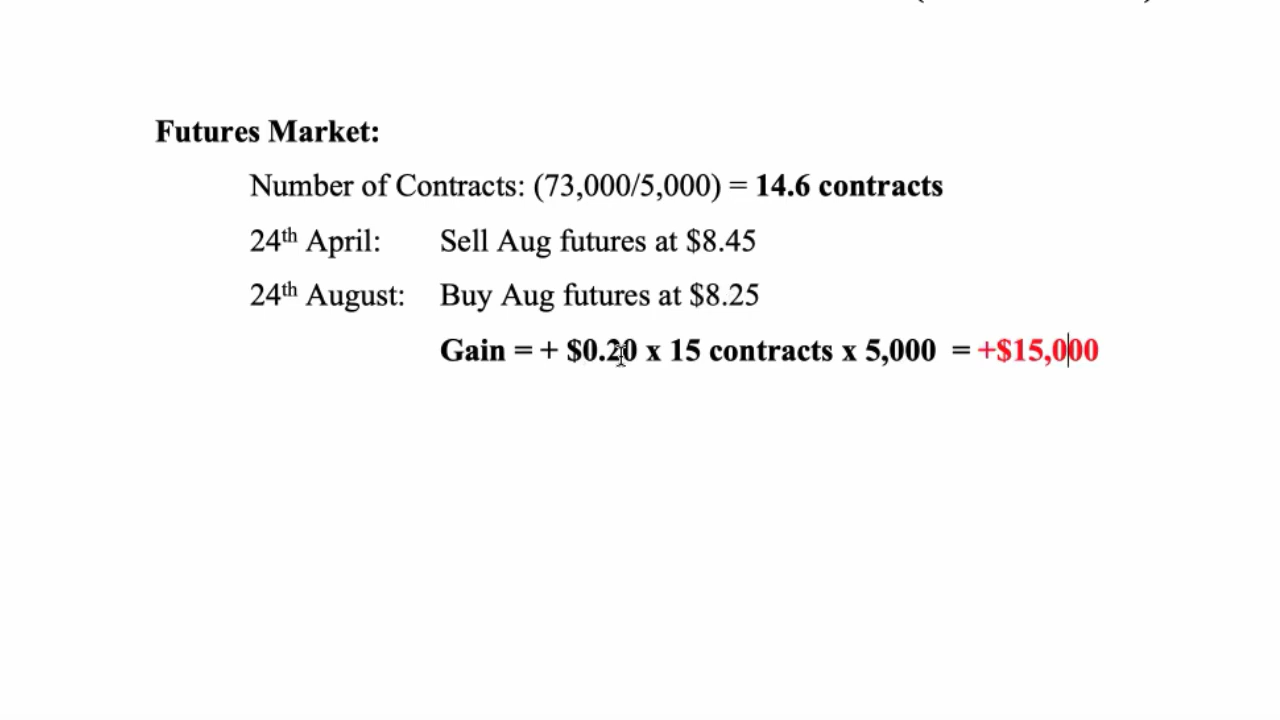 Futures Market:
Number of Contracts: (73,000/5,000) = 14.6 contracts
24th April: Sell Aug futures at $8.45
24th August: Buy Aug futures at $8.25
Gain = + $0.20 x 15 contracts x 5,000 = +$15,000